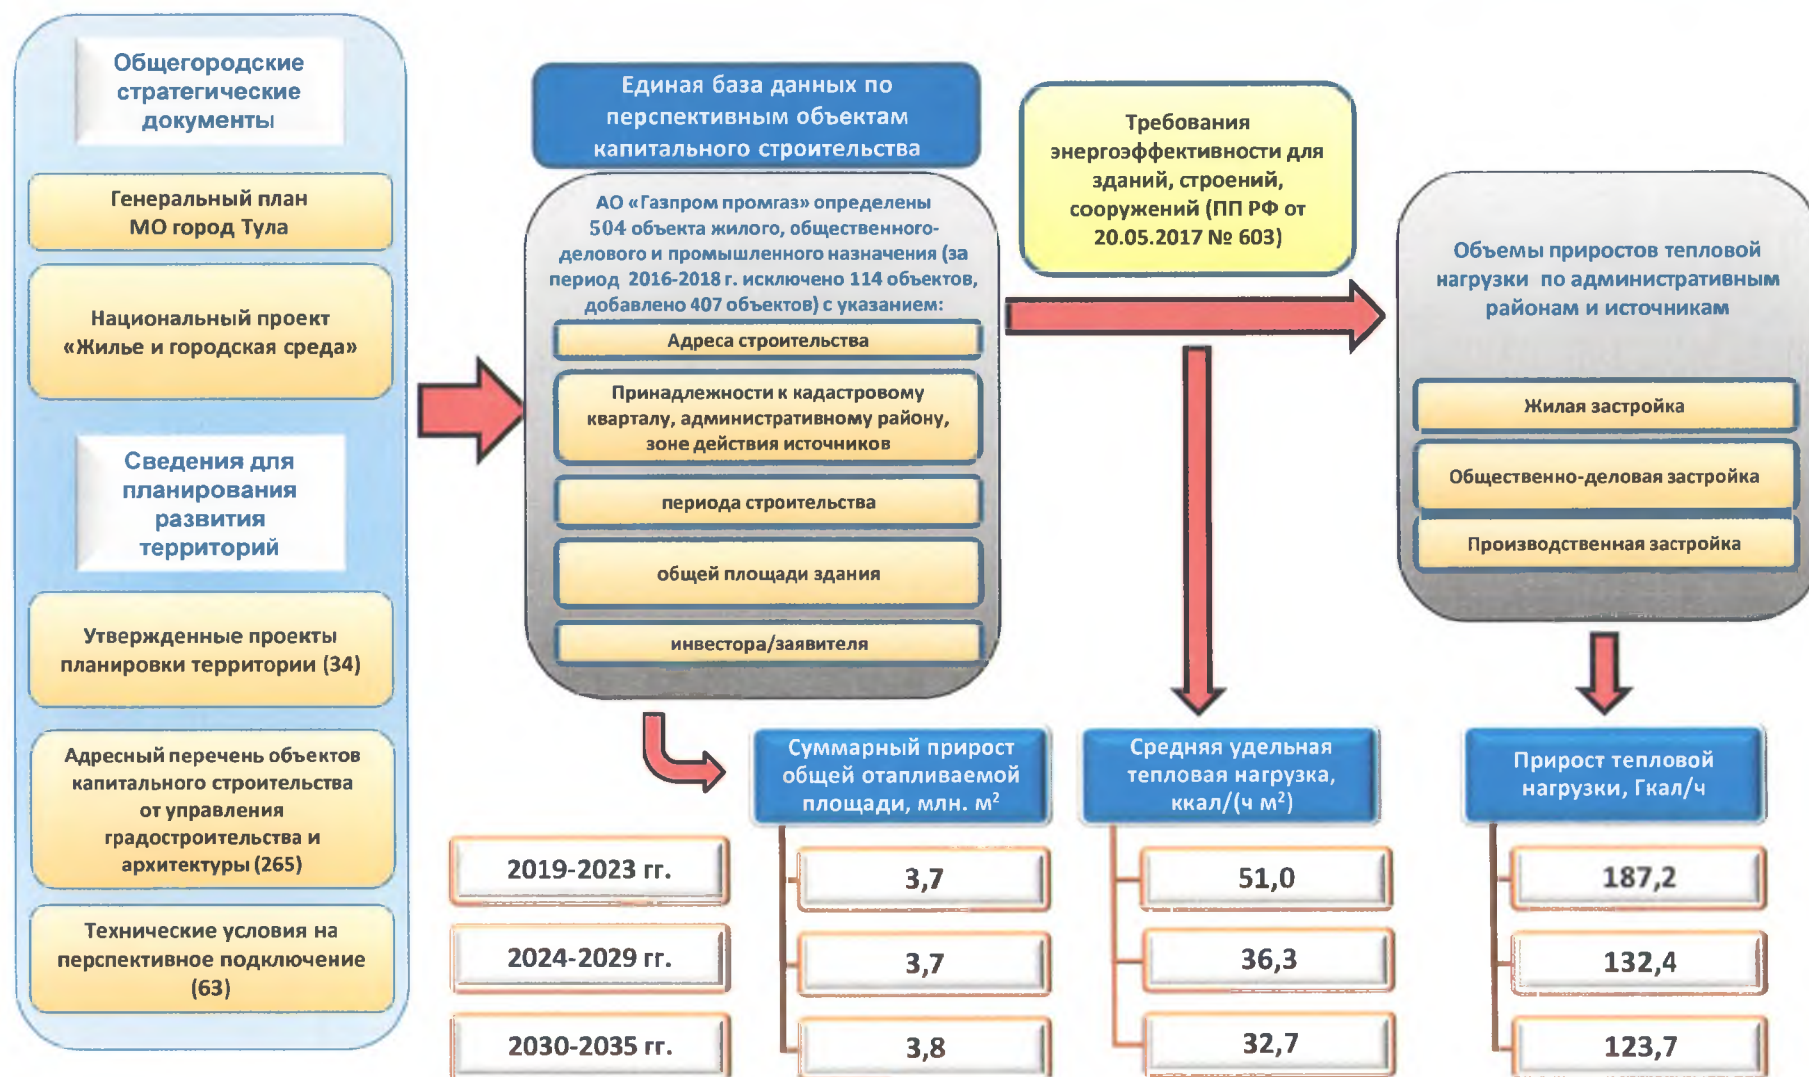 Общегородские
стратегические
документы
Генеральный план
МО город Тула
Национальный проект
«Жилье и городская среда»
Сведения для
планирования
развития
территорий
Утвержденные проекты
планировки территории (34)
Адресный перечень объектов
капитального строительства
от управления
градостроительства и
архитектуры (265)
Технические условия на
перспективное подключение
(63)
Единая база данных по
перспективным объектам
капитального строительства
АО «Газпром промгаз» определены
504 объекта жилого, общественного-
делового и промышленного назначения (за
период 2016-2018 г. исключено 114 объектов,
добавлено 407 объектов) с указанием:
Адреса строительства
Принадлежности к кадастровому
кварталу, административному району,
зоне действия источников
периода строительства
общей площади здания
инвестора/заявителя
Требования
энергоэффективности для
зданий, строений,
сооружений (ПП РФ от
20.05.2017 № 603)
Объемы приростов тепловой
нагрузки по административным
районам и источникам
Жилая застройка
Общественно-деловая застройка
Производственная застройка
Суммарный прирост
общей отапливаемой
площади, млн. м²
Средняя удельная
тепловая нагрузка,
ккал/(ч м²)
Прирост тепловой
нагрузки, Гкал/ч
2019-2023 гг.
3,7
51,0
187,2
2024-2029 гг.
3,7
36,3
132,4
2030-2035 гг.
3,8
32,7
123,7